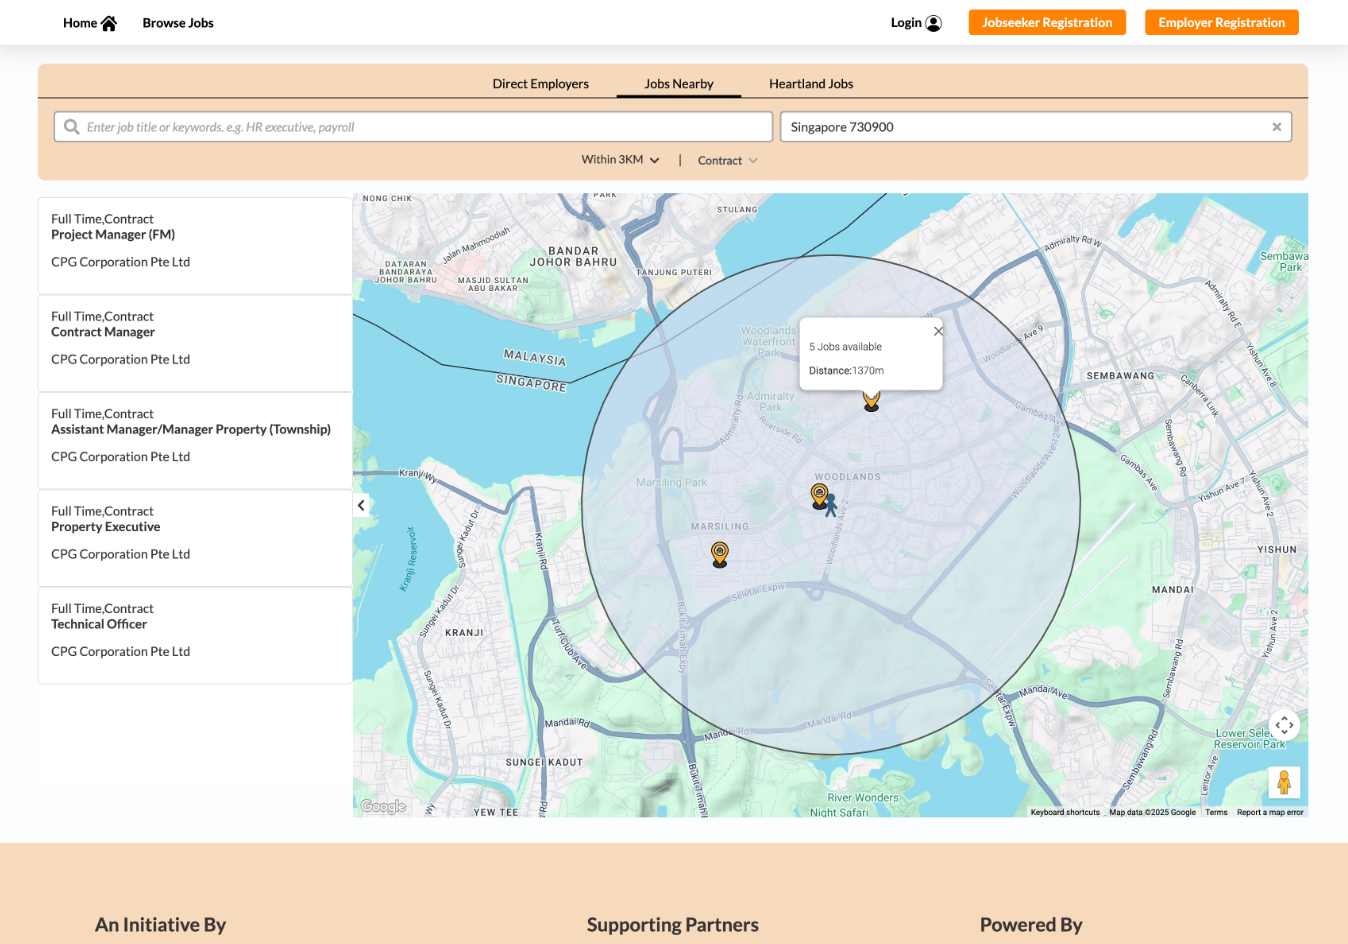 Home
Browse Jobs
Login
Jobseeker Registration
Employer Registration
Direct Employers
Jobs Nearby
Heartland Jobs
Enter job title or keywords. e.g. HR executive, payroll
Singapore 730900
Within 3KM
|
Contract
Full Time,Contract
Project Manager (FM)
CPG Corporation Pte Ltd
Full Time,Contract
Contract Manager
CPG Corporation Pte Ltd
Full Time,Contract
Assistant Manager/Manager Property (Township)
CPG Corporation Pte Ltd
Full Time,Contract
Property Executive
CPG Corporation Pte Ltd
Full Time,Contract
Technical Officer
CPG Corporation Pte Ltd
NONG CHIK
PARK
STULANG
Jalan Mahmoodiah
BANDAR
JOHOR BAHRU
DATARAN
BANDARAYA
JOHOR BAHRU
MASJID SULTAN
ABU BAKAR
TANJUNG PUTERI
Admiralty Rd W
Sembawa
Park
Admiralty Rd E
Woodlands
Waterfront
Park
Woodlands Ave 9
5 Jobs available
Distance:1370m
MALAYSIA
SINGAPORE
SEMBAWANG
Canberra Link
Yishun Ave 8
Admiralty
Park
Admiralty Rd
Riverside Rd
Gambas Ave
Sembawang Rd
Gambas Ave
Woodlands Ave 12
Kranji Wy
Marsiling Park
WOODLANDS
Yishun Ave 7
Yishun Ave 2
MARSILING
Woodlands Ave 2
Kranji Reservoir
Sungei Kadut Dr
Kranji Rd
YISHUN
Seletar Expy
MANDAI
KRANJI
Turf Club Ave
Bukit Timah Expy
Sungei Kadut Dr
Yishun Ave 2
Sembawang Rd
Mandai Rd
Mandai Rd
Mandai Rd
Seletar Expy
Mandai Ave
Lower Selet
Reservoir Park
SUNGEI KADUT
Sembawang Rd
Lentor Ave
Bukit Timah
YEW TEE
River Wonders
Night Safari
Google
Keyboard shortcuts
Map data ©2025 Google
Terms
Report a map error
An Initiative By
Supporting Partners
Powered By